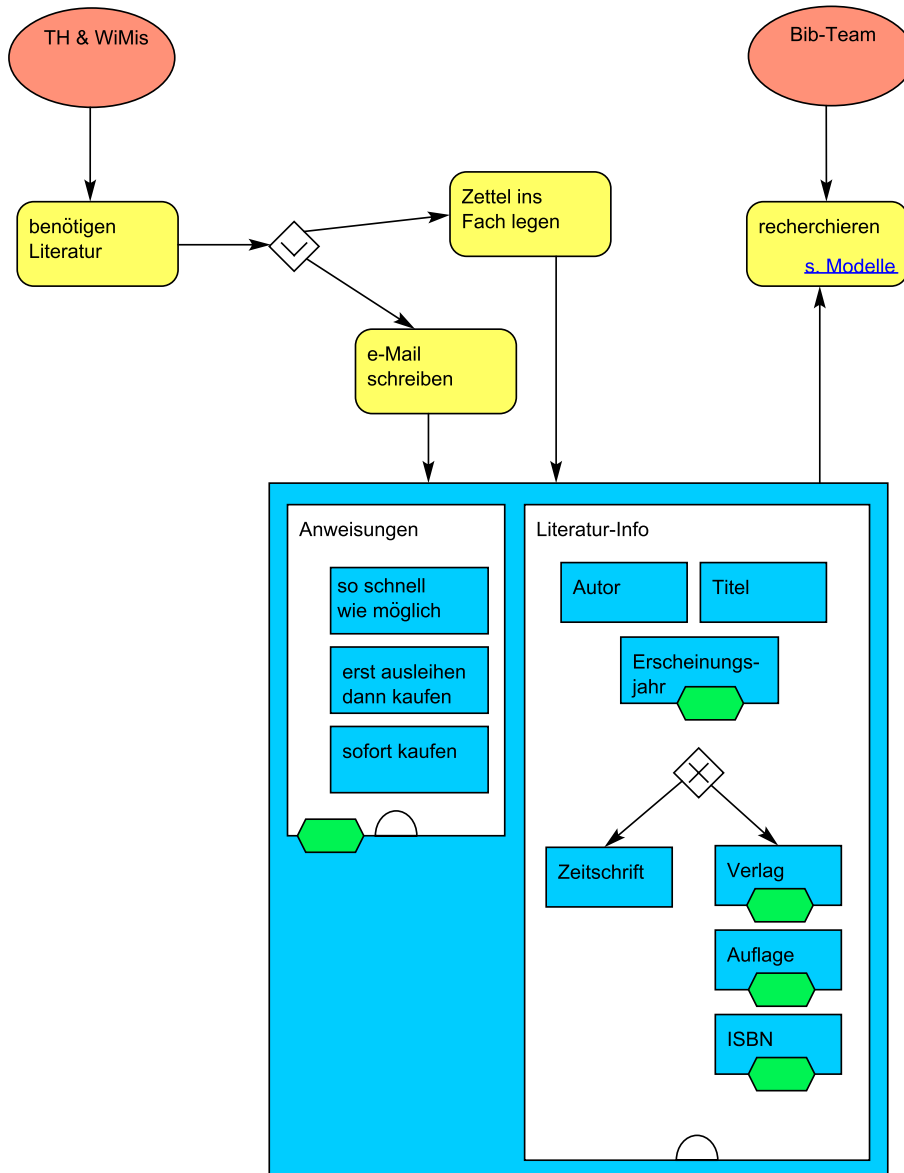 TH & WiMis
Bib-Team
benötigen
Literatur
Zettel ins
Fach legen
recherchieren
s. Modelle
e-Mail
schreiben
Anweisungen
so schnell
wie möglich
erst ausleihen
dann kaufen
sofort kaufen
Literatur-Info
Autor
Titel
Erscheinungs-
jahr
Zeitschrift
Verlag
Auflage
ISBN